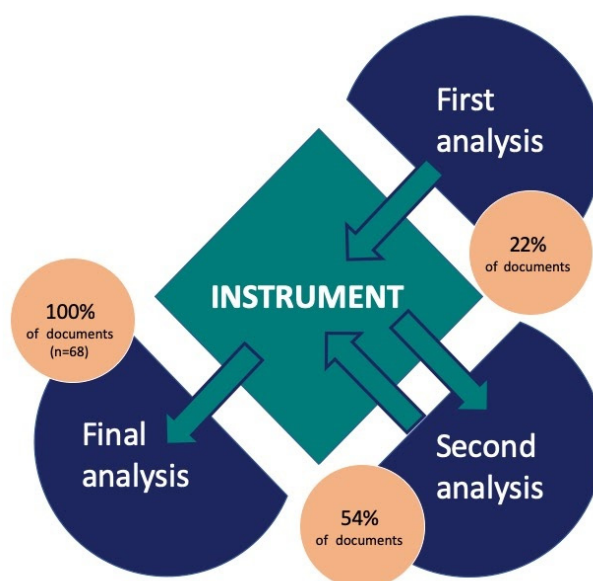 First
analysis
22%
of documents
INSTRUMENT
100%
of documents
(n=68)
Final
analysis
Second
analysis
54%
of documents